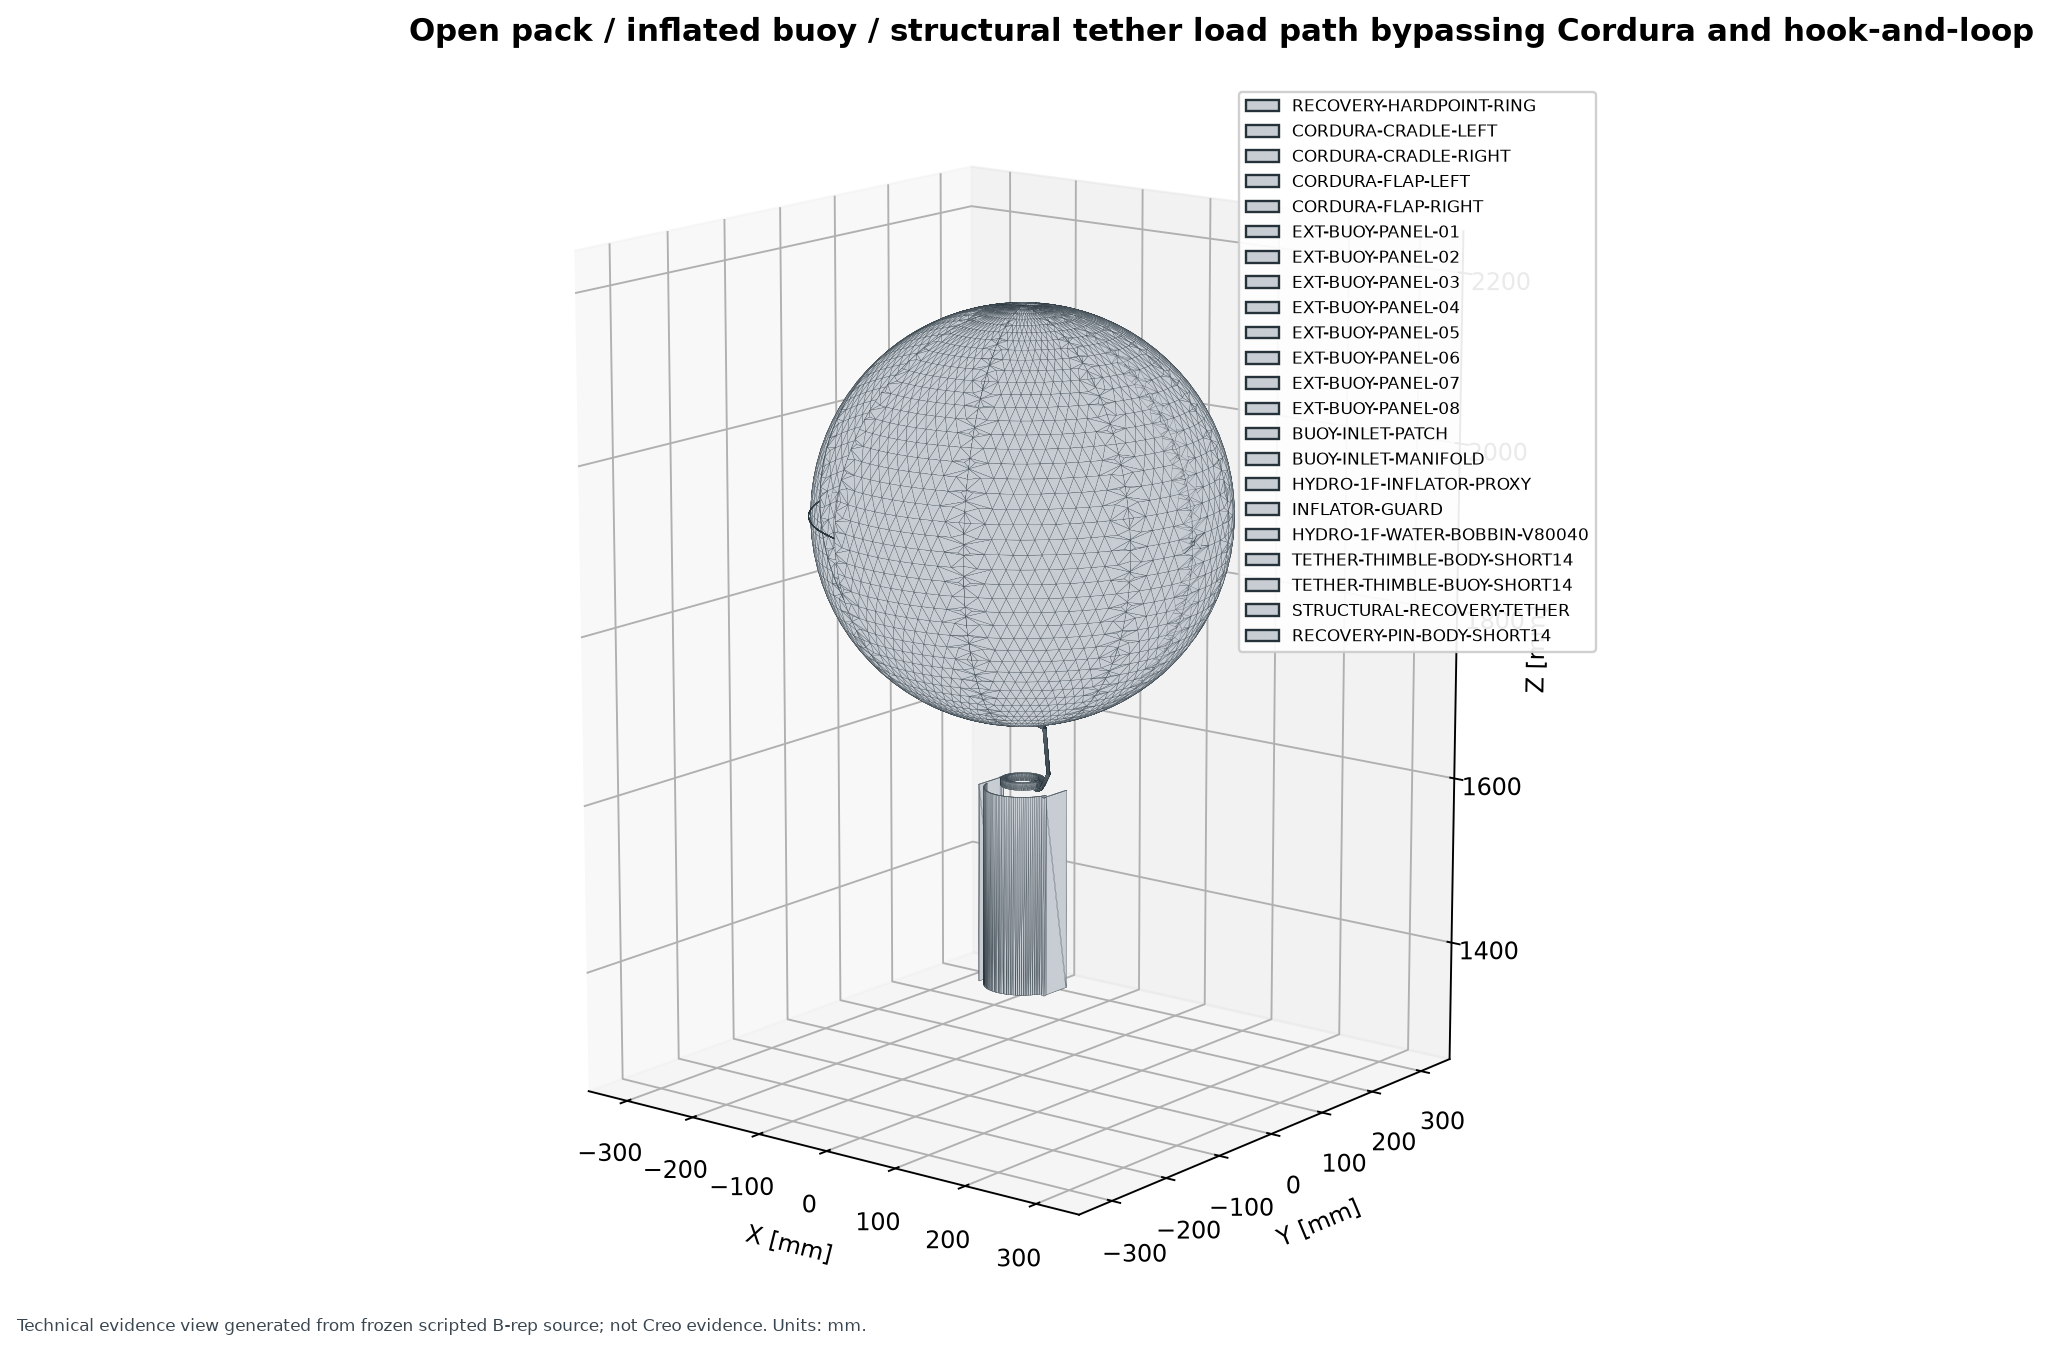 Open pack / inflated buoy / structural tether load path bypassing Cordura and hook-and-loop
RECOVERY-HARDPOINT-RING
CORDURA-CRADLE-LEFT
CORDURA-CRADLE-RIGHT
CORDURA-FLAP-LEFT
CORDURA-FLAP-RIGHT
EXT-BUOY-PANEL-01
EXT-BUOY-PANEL-02
EXT-BUOY-PANEL-03
EXT-BUOY-PANEL-04
EXT-BUOY-PANEL-05
EXT-BUOY-PANEL-06
EXT-BUOY-PANEL-07
EXT-BUOY-PANEL-08
BUOY-INLET-PATCH
BUOY-INLET-MANIFOLD
HYDRO-1F-INFLATOR-PROXY
INFLATOR-GUARD
HYDRO-1F-WATER-BOBBIN-V80040
TETHER-THIMBLE-BODY-SHORT14
TETHER-THIMBLE-BUOY-SHORT14
STRUCTURAL-RECOVERY-TETHER
RECOVERY-PIN-BODY-SHORT14
2200
2000
1800
Z [m
1600
1400
−300
−200
−100
0
100
200
300
X [mm]
−300
−200
−100
0
100
200
300
Y [mm]
Technical evidence view generated from frozen scripted B-rep source; not Creo evidence. Units: mm.